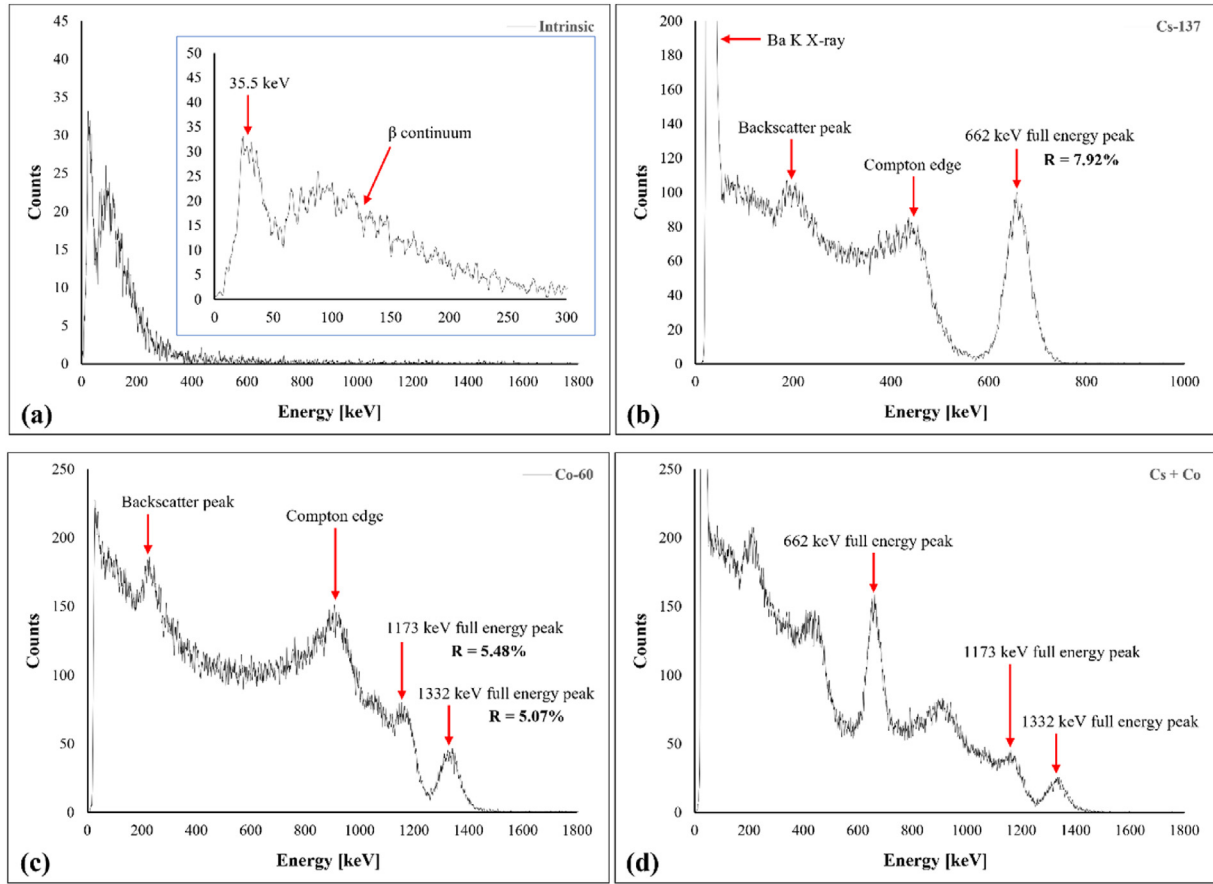 45
40
35
30
25
20
15
10
5
0
Counts
Intrinsic
50
45
40
35
30
25
20
15
10
5
0
35.5 keV
β continuum
0 50 100 150 200 250 300
0 200 400 600 800 1000 1200 1400 1600 1800
Energy [keV]
(a)
200
180
160
140
120
100
80
60
40
20
0
Counts
Cs-137
Ba K X-ray
Backscatter peak
Compton edge
662 keV full energy peak
R = 7.92%
0 200 400 600 800 1000
Energy [keV]
(b)
250
200
150
100
50
0
Counts
Co-60
Backscatter peak
Compton edge
1173 keV full energy peak
R = 5.48%
1332 keV full energy peak
R = 5.07%
0 200 400 600 800 1000 1200 1400 1600 1800
Energy [keV]
(c)
250
200
150
100
50
0
Counts
Cs + Co
662 keV full energy peak
1173 keV full energy peak
1332 keV full energy peak
0 200 400 600 800 1000 1200 1400 1600 1800
Energy [keV]
(d)